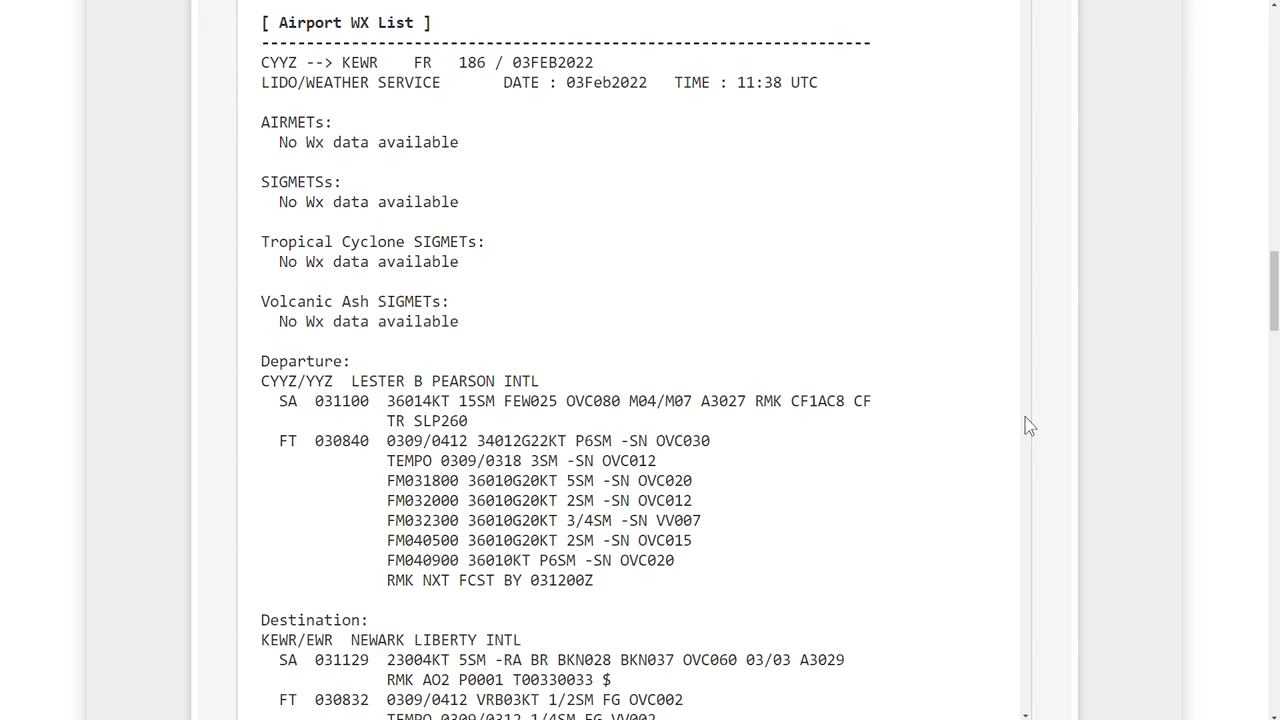 [ Airport WX List ]
--------------------------------------------------------------------
CYYZ --> KEWR    FR   186 / 03FEB2022
LIDO/WEATHER SERVICE       DATE : 03Feb2022   TIME : 11:38 UTC
AIRMETs:
  No Wx data available
SIGMETSs:
  No Wx data available
Tropical Cyclone SIGMETs:
  No Wx data available
Volcanic Ash SIGMETs:
  No Wx data available
Departure:
CYYZ/YYZ  LESTER B PEARSON INTL
  SA  031100  36014KT 15SM FEW025 OVC080 M04/M07 A3027 RMK CF1AC8 CF
              TR SLP260
  FT  030840  0309/0412 34012G22KT P6SM -SN OVC030
              TEMPO 0309/0318 3SM -SN OVC012
              FM031800 36010G20KT 5SM -SN OVC020
              FM032000 36010G20KT 2SM -SN OVC012
              FM032300 36010G20KT 3/4SM -SN VV007
              FM040500 36010G20KT 2SM -SN OVC015
              FM040900 36010KT P6SM -SN OVC020
              RMK NXT FCST BY 031200Z
Destination:
KEWR/EWR  NEWARK LIBERTY INTL
  SA  031129  23004KT 5SM -RA BR BKN028 BKN037 OVC060 03/03 A3029
              RMK AO2 P0001 T00330033 $
  FT  030832  0309/0412 VRB03KT 1/2SM FG OVC002
              TEMPO 0309/0312 1/4SM FG VV002